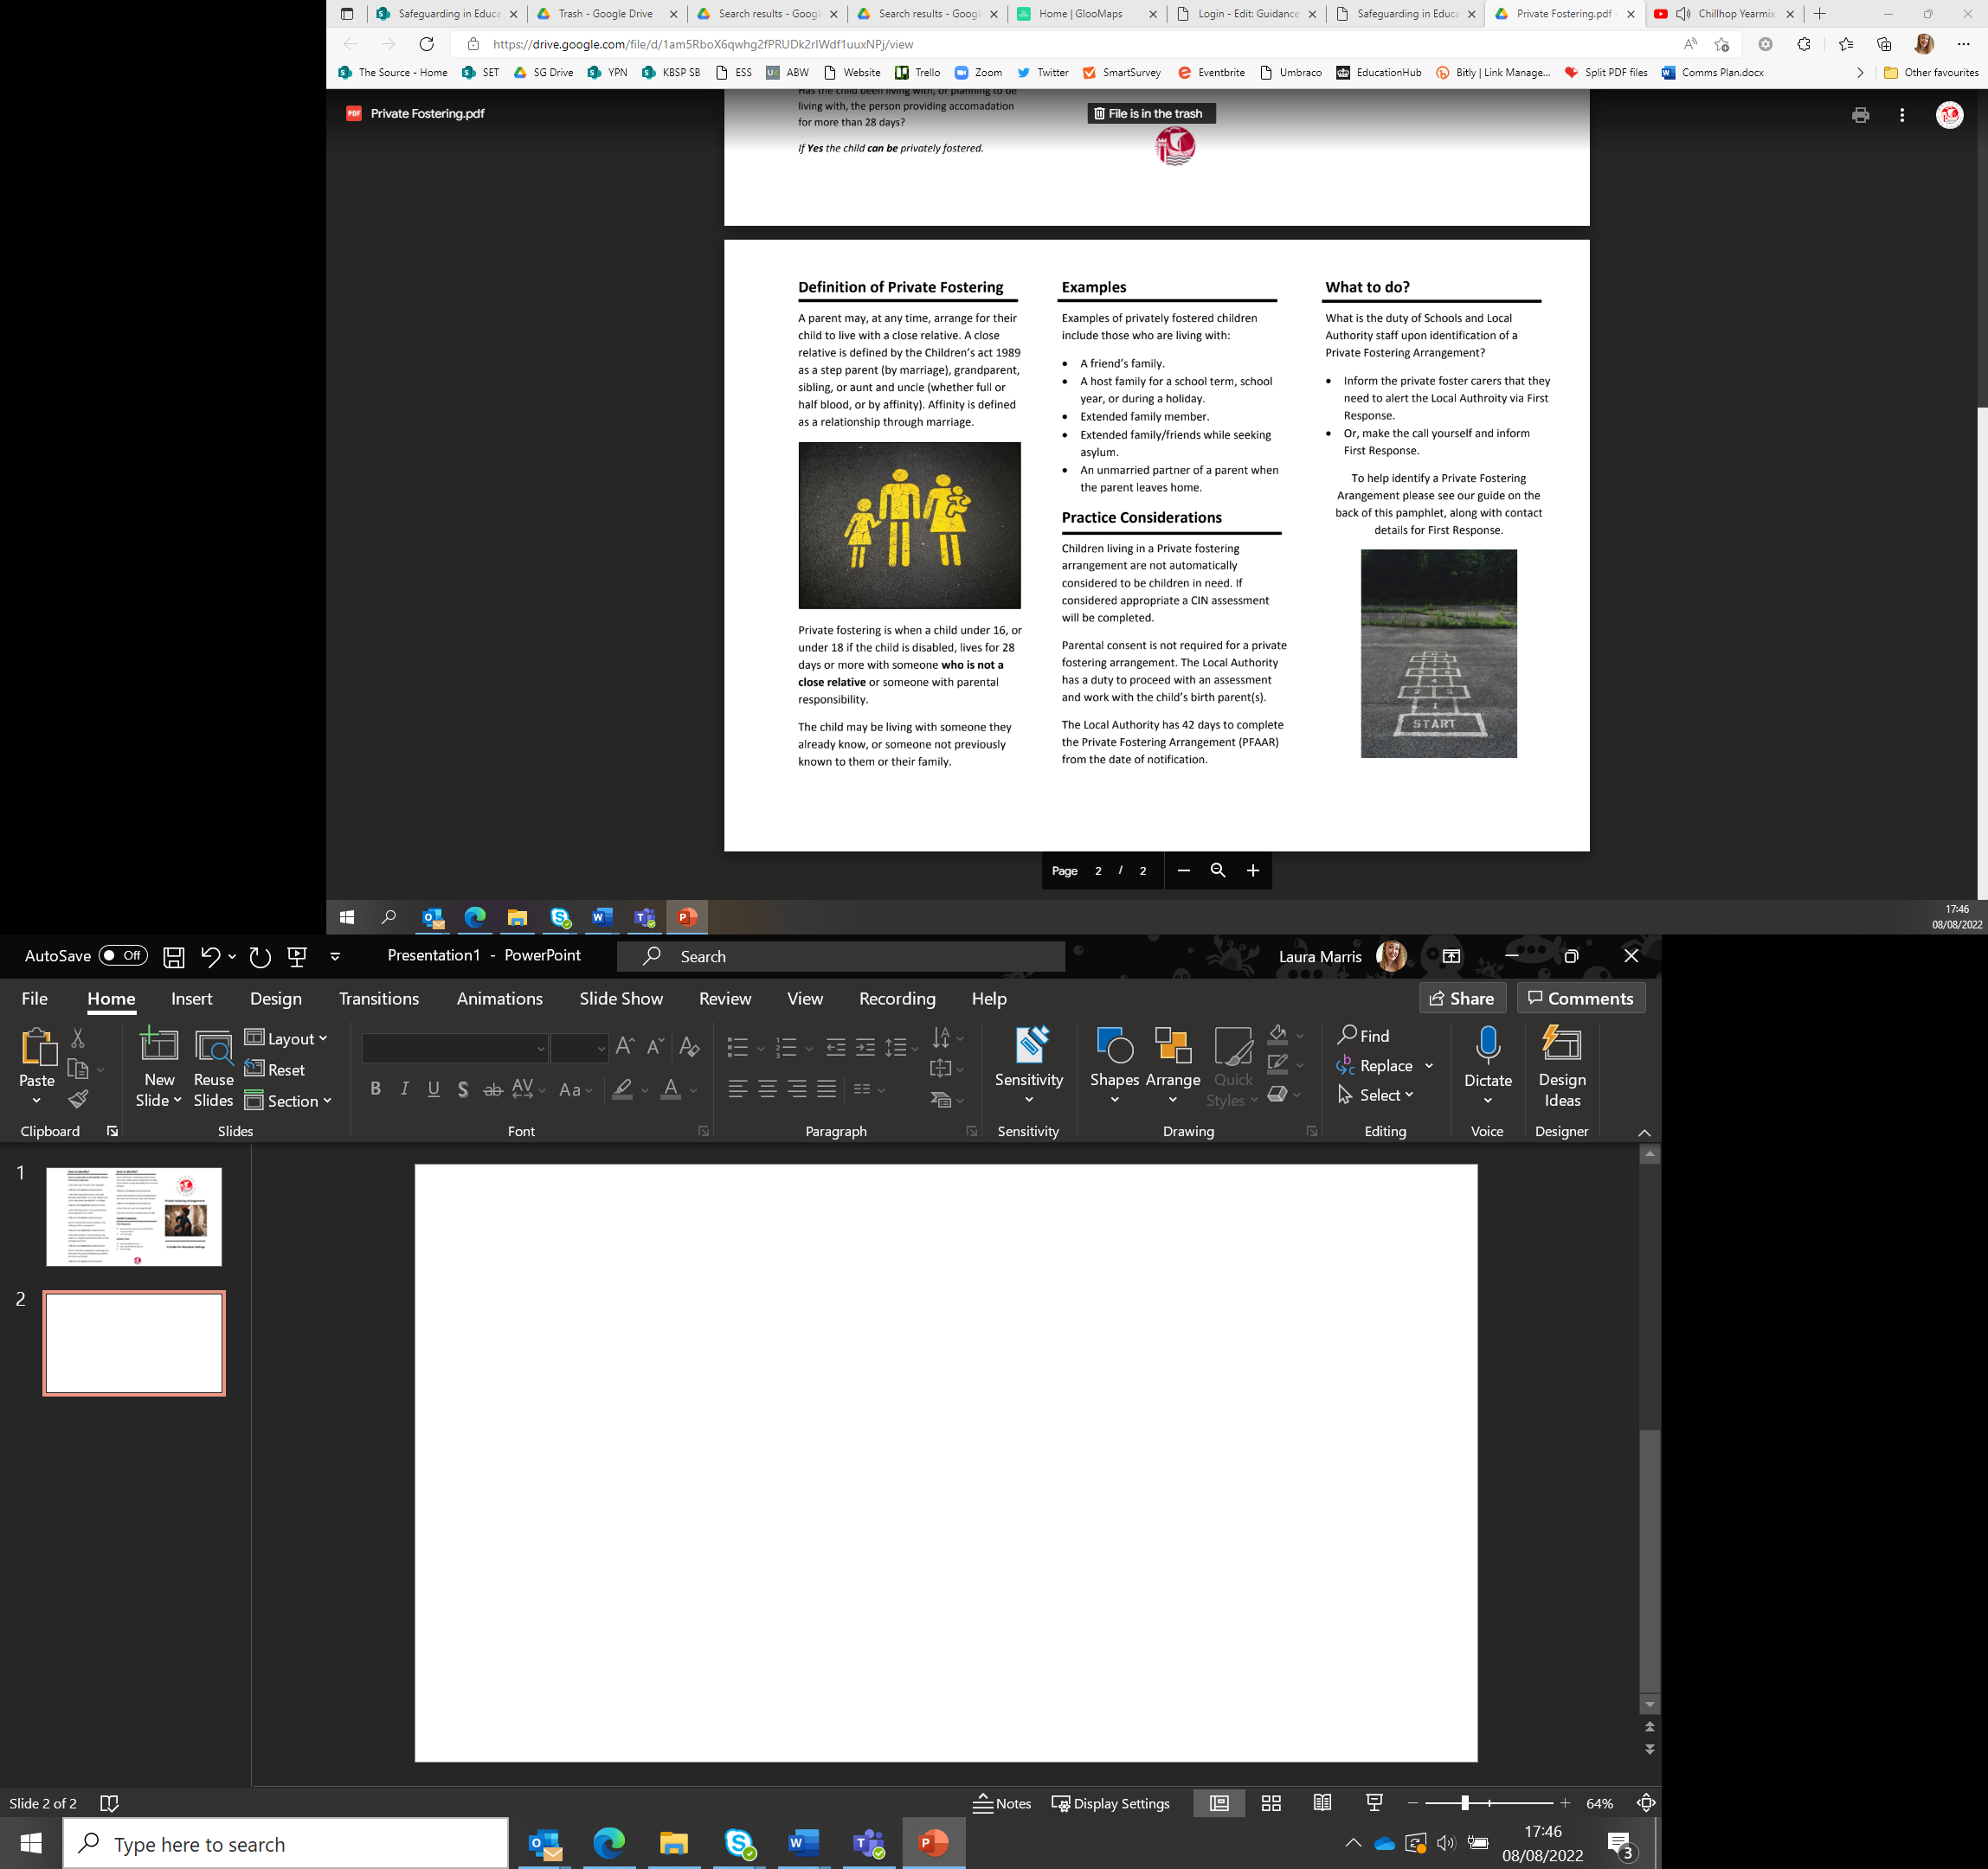 Safeguarding in Educa
Trash - Google Drive
Search results - Googl
Search results - Googl
Home | GlooMaps
Login - Edit: Guidance
Safeguarding in Educa
Private Fostering.pdf -
Chillhop Yearmix
https://drive.google.com/file/d/1am5RboX6qwhg2fPRUDk2rIWdf1uuxNPj/view
The Source - Home
SET
SG Drive
YPN
KBSP SB
ESS
ABW
Website
Trello
Zoom
Twitter
SmartSurvey
Eventbrite
Umbraco
EducationHub
Bitly | Link Manage...
Split PDF files
Comms Plan.docx
Other favourites
PDF
Private Fostering.pdf
File is in the trash
Has the child been living with, or planning to be
living with, the person providing accomadation
for more than 28 days?
If Yes the child can be privately fostered.
Definition of Private Fostering
A parent may, at any time, arrange for their
child to live with a close relative. A close
relative is defined by the Children's act 1989
as a step parent (by marriage), grandparent,
sibling, or aunt and uncle (whether full or
half blood, or by affinity). Affinity is defined
as a relationship through marriage.
Private fostering is when a child under 16, or
under 18 if the child is disabled, lives for 28
days or more with someone who is not a
close relative or someone with parental
responsibility.
The child may be living with someone they
already know, or someone not previously
known to them or their family.
Examples
Examples of privately fostered children
include those who are living with:
• A friend's family.
• A host family for a school term, school
year, or during a holiday.
• Extended family member.
• Extended family/friends while seeking
asylum.
• An unmarried partner of a parent when
the parent leaves home.
Practice Considerations
Children living in a Private fostering
arrangement are not automatically
considered to be children in need. If
considered appropriate a CIN assessment
will be completed.
Parental consent is not required for a private
fostering arrangement. The Local Authority
has a duty to proceed with an assessment
and work with the child's birth parent(s).
The Local Authority has 42 days to complete
the Private Fostering Arrangement (PFAAR)
from the date of notification.
What to do?
What is the duty of Schools and Local
Authority staff upon identification of a
Private Fostering Arrangement?
• Inform the private foster carers that they
need to alert the Local Authroity via First
Response.
• Or, make the call yourself and inform
First Response.
To help identify a Private Fostering
Arangement please see our guide on the
back of this pamphlet, along with contact
details for First Response.
START
Page 2 / 2
17:46
08/08/2022
AutoSave Off
Presentation1 - PowerPoint
Search
Laura Marris
File
Home
Insert
Design
Transitions
Animations
Slide Show
Review
View
Recording
Help
Share
Comments
Paste
Clipboard
New
Slide
Reuse
Slides
Layout
Reset
Section
Slides
Font
Paragraph
Sensitivity
Sensitivity
Shapes
Arrange
Quick
Styles
Drawing
Find
Replace
Select
Editing
Dictate
Voice
Design
Ideas
Designer
1
2
Slide 2 of 2
Notes
Display Settings
64%
Type here to search
17:46
08/08/2022
3